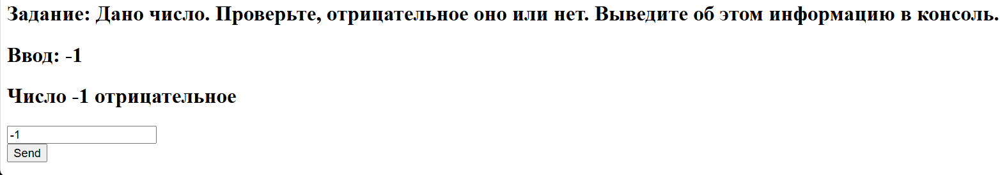 Задание: Дано число. Проверьте, отрицательное оно или нет. Выведите об этом информацию в консоль.
Ввод: -1
Число -1 отрицательное
-1
Send